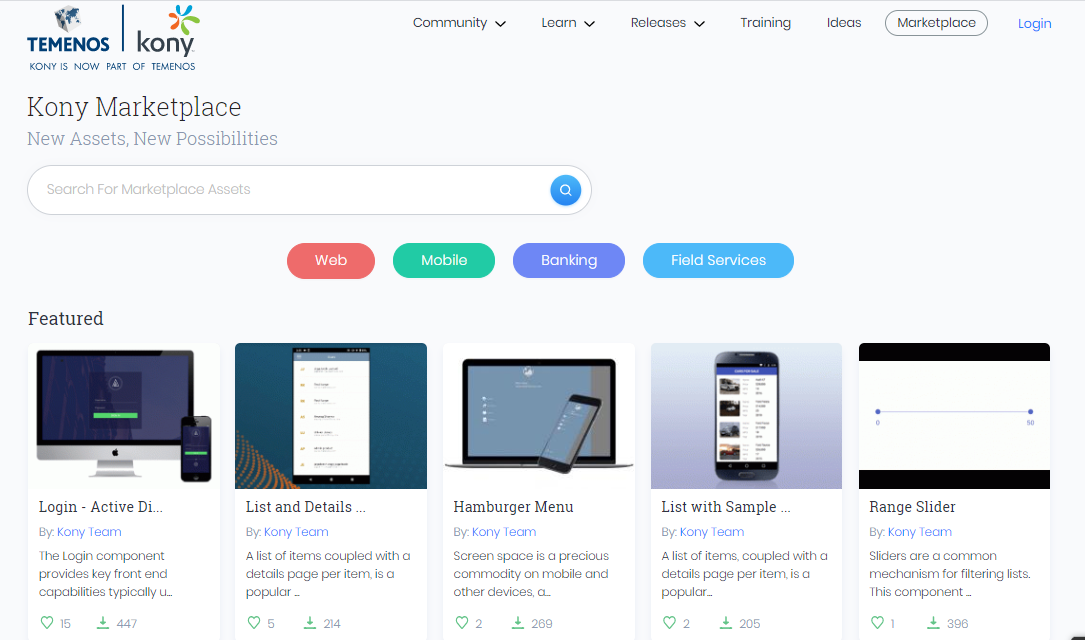 TEMENOS
kony
KONY IS NOW PART OF TEMENOS
Community
Learn
Releases
Training
Ideas
Marketplace
Login
Kony Marketplace
New Assets, New Possibilities
Search For Marketplace Assets
Web
Mobile
Banking
Field Services
Featured
0
50
Login - Active Di...
By: Kony Team
The Login component
provides key front end
capabilities typically u...
15
447
List and Details ...
By: Kony Team
A list of items coupled with a
details page per item, is a
popular ...
5
214
Hamburger Menu
By: Kony Team
Screen space is a precious
commodity on mobile and
other devices, a...
2
269
List with Sample ...
By: Kony Team
A list of items, coupled with a
details page per item, is a
popular...
2
205
Range Slider
By: Kony Team
Sliders are a common
mechanism for filtering lists.
This component ...
1
396